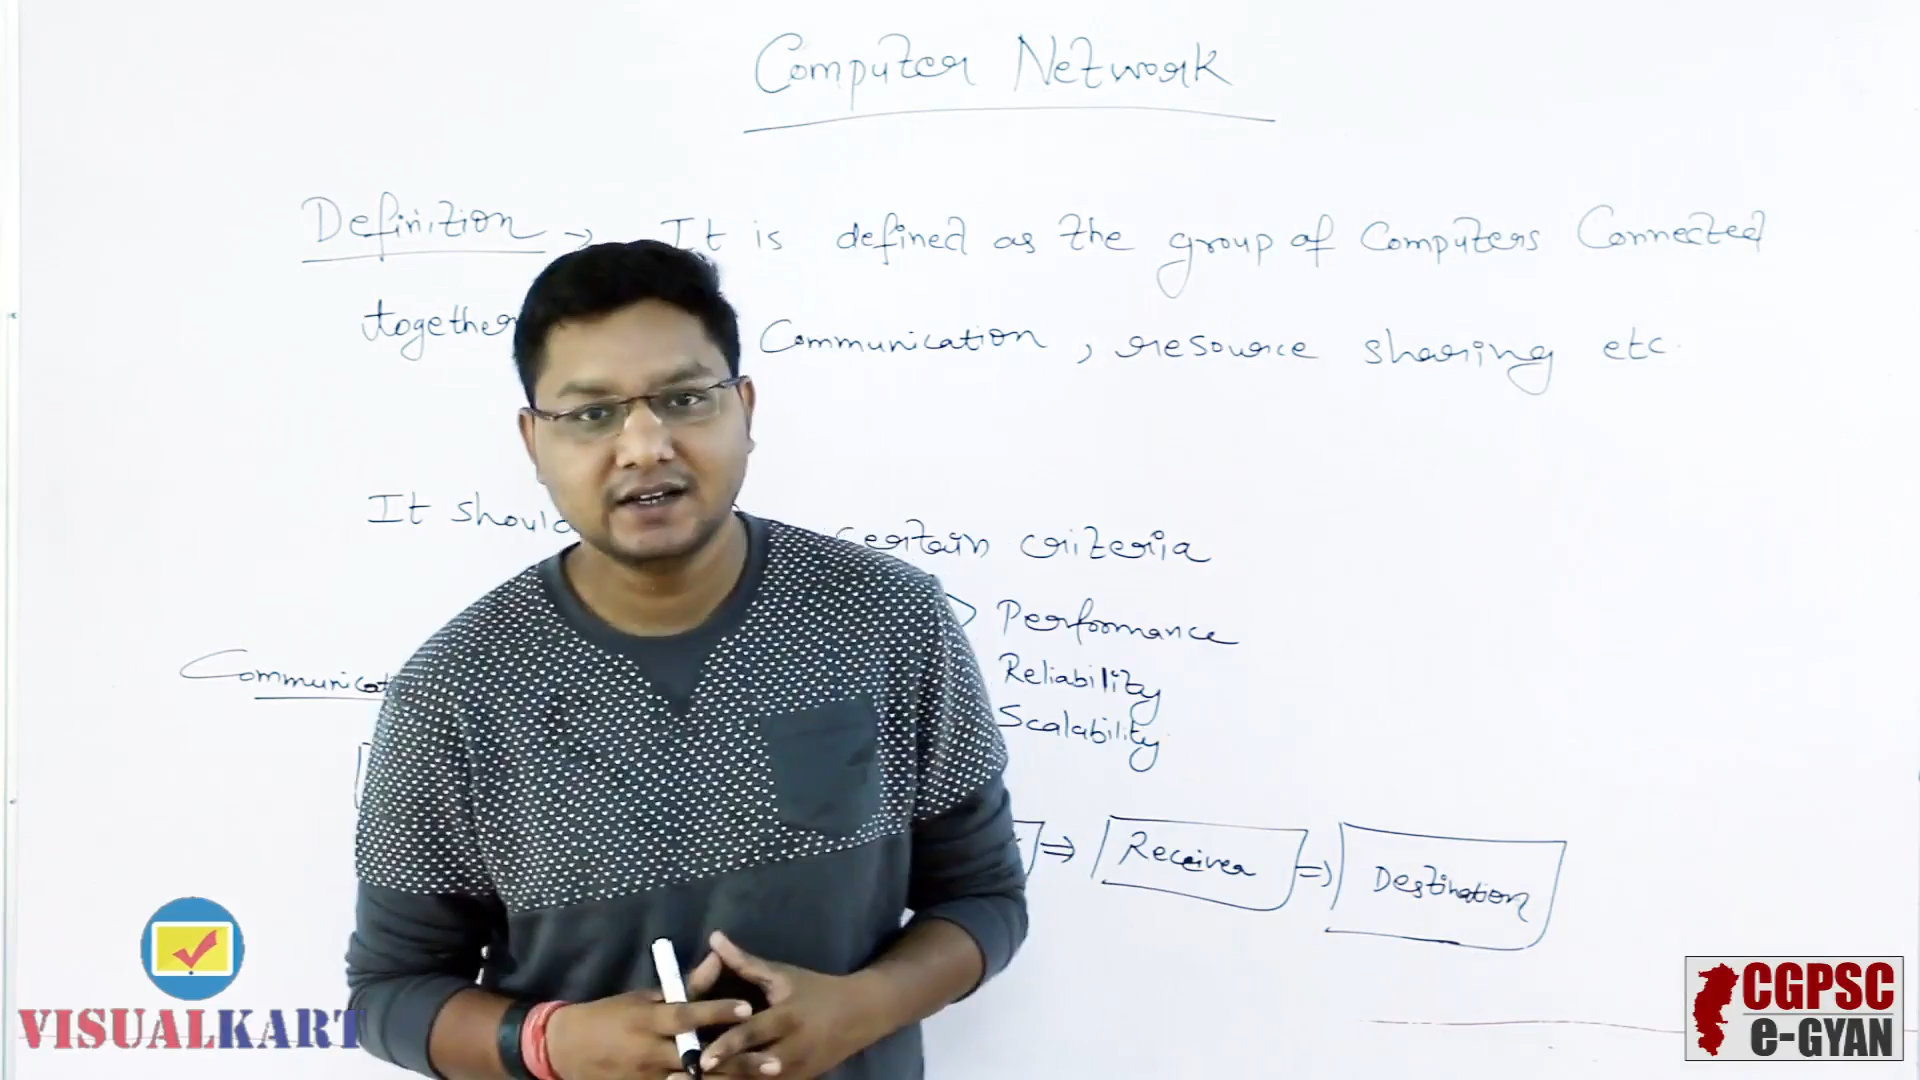 Computer Network
Definition → It is defined as the group of Computers Connected
together Communication, resource sharing etc.
It should certain criteria
Performance
Communicat
Reliability
Scalability
⇒ Receiver ⇒ Destination
VISUALKART
CGPSC
e-GYAN